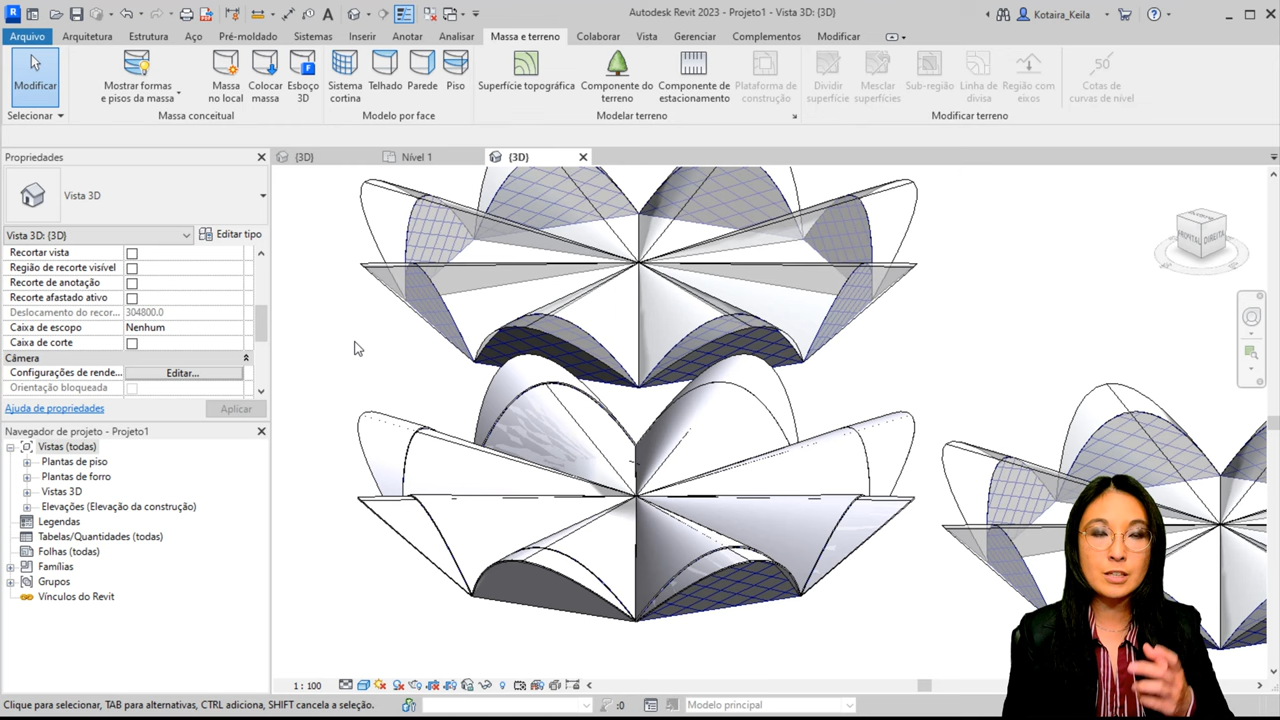 Autodesk Revit 2023 - Projeto1 - Vista 3D: {3D}
Kotaira_Keila
Arquivo Arquitetura Estrutura Aço Pré-moldado Sistemas Inserir Anotar Analisar Massa e terreno Colaborar Vista Gerenciar Complementos Modificar
Modificar
Mostrar formas
e pisos da massa
Massa
no local
Colocar
massa
Esboço
3D
Sistema
cortina
Telhado
Parede
Piso
Superfície topográfica
Componente do
terreno
Componente de
estacionamento
Plataforma de
construção
Dividir
superfície
Mesclar
superfícies
Sub-região
Linha de
divisa
Região com
eixos
50
Cotas de
curvas de nível
Selecionar
Massa conceitual
Modelo por face
Modelar terreno
Modificar terreno
Propriedades
{3D}
Nível 1
{3D}
Vista 3D
Vista 3D: {3D}
Editar tipo
Recortar vista
Região de recorte visível
Recorte de anotação
Recorte afastado ativo
Deslocamento do recor... 304800.0
Caixa de escopo Nenhum
Caixa de corte
Câmera
Configurações de rende... Editar...
Orientação bloqueada
Ajuda de propriedades
Aplicar
Navegador de projeto - Projeto1
Vistas (todas)
Plantas de piso
Plantas de forro
Vistas 3D
Elevações (Elevação da construção)
Legendas
Tabelas/Quantidades (todas)
Folhas (todas)
Famílias
Grupos
Vínculos do Revit
FRONTAL
DIREITA
1 : 100
Clique para selecionar, TAB para alternativas, CTRL adiciona, SHIFT cancela a seleção.
:0
Modelo principal